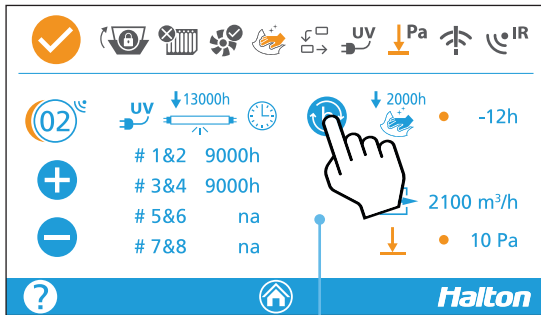 UV Pa IR
02 UV 13000h 2000h -12h
# 1&2 9000h
# 3&4 9000h
2100 m³/h
# 5&6 na
# 7&8 na 10 Pa
? Halton